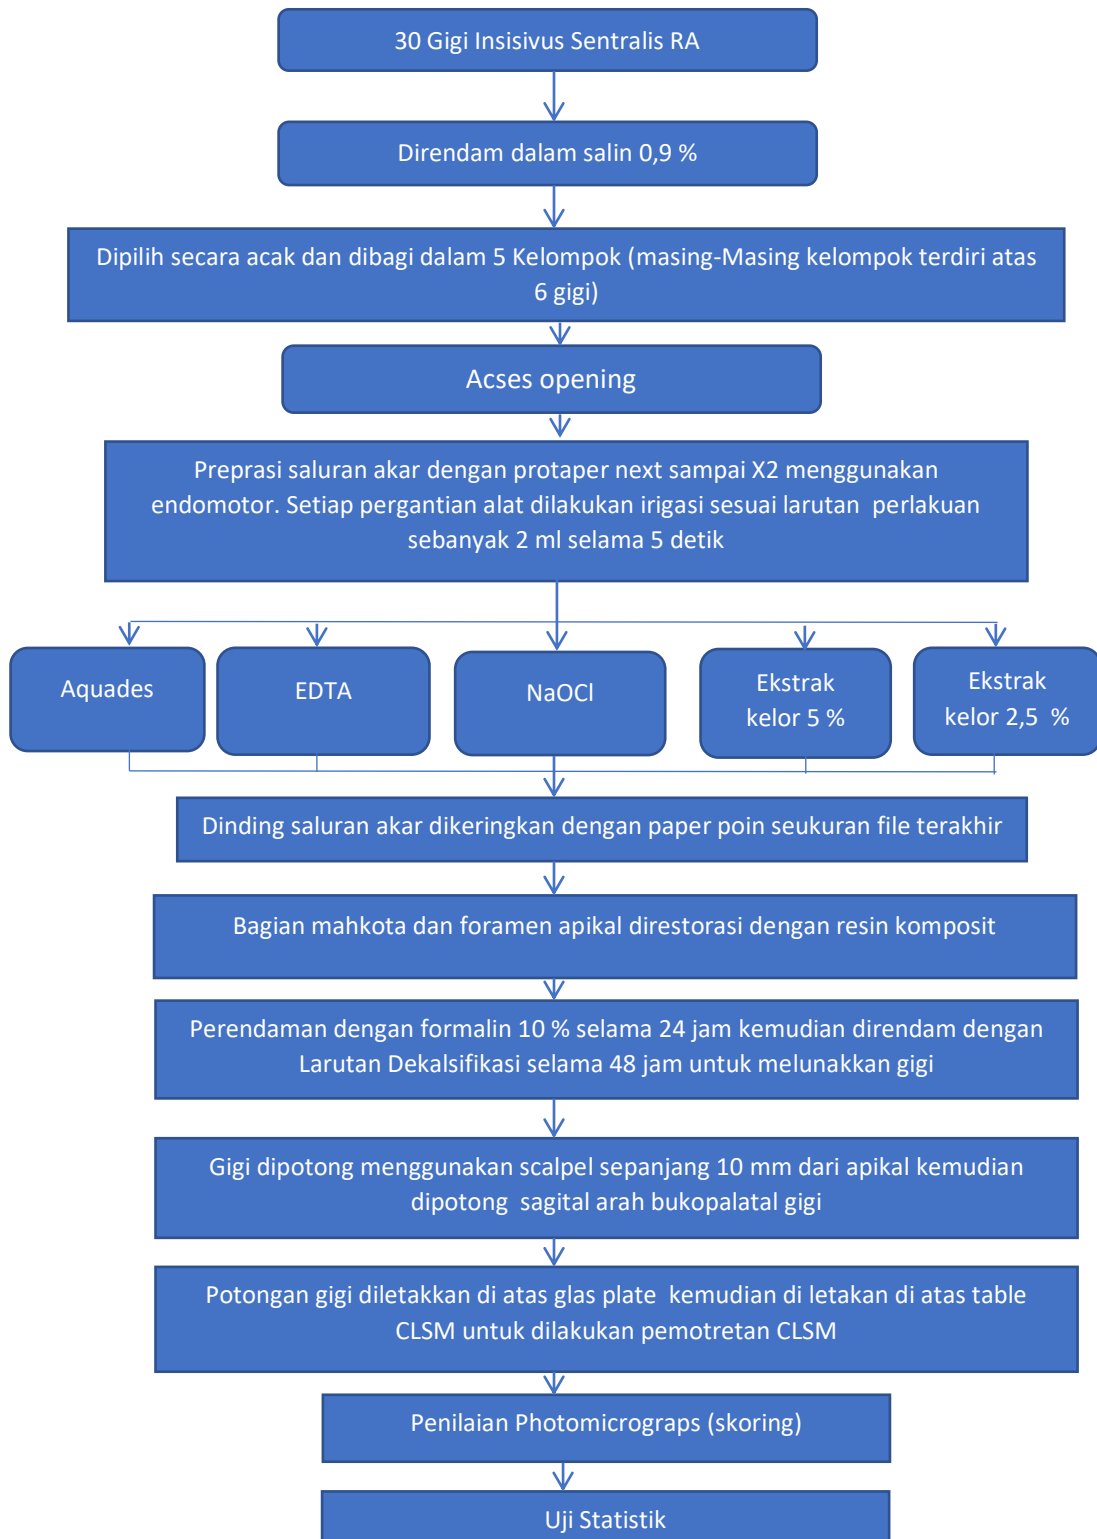 30 Gigi Insisivus Sentralis RA
Direndam dalam salin 0,9 %
Dipilih secara acak dan dibagi dalam 5 Kelompok (masing-Masing kelompok terdiri atas
6 gigi)
Acses opening
Preprasi saluran akar dengan protaper next sampai X2 menggunakan
endomotor. Setiap pergantian alat dilakukan irigasi sesuai larutan perlakuan
sebanyak 2 ml selama 5 detik
Aquades
EDTA
NaOCl
Ekstrak
kelor 5 %
Ekstrak
kelor 2,5 %
Dinding saluran akar dikeringkan dengan paper poin seukuran file terakhir
Bagian mahkota dan foramen apikal direstorasi dengan resin komposit
Perendaman dengan formalin 10 % selama 24 jam kemudian direndam dengan
Larutan Dekalsifikasi selama 48 jam untuk melunakkan gigi
Gigi dipotong menggunakan scalpel sepanjang 10 mm dari apikal kemudian
dipotong sagital arah bukopalatal gigi
Potongan gigi diletakkan di atas glas plate kemudian di letakan di atas table
CLSM untuk dilakukan pemotretan CLSM
Penilaian Photomicrograps (skoring)
Uji Statistik